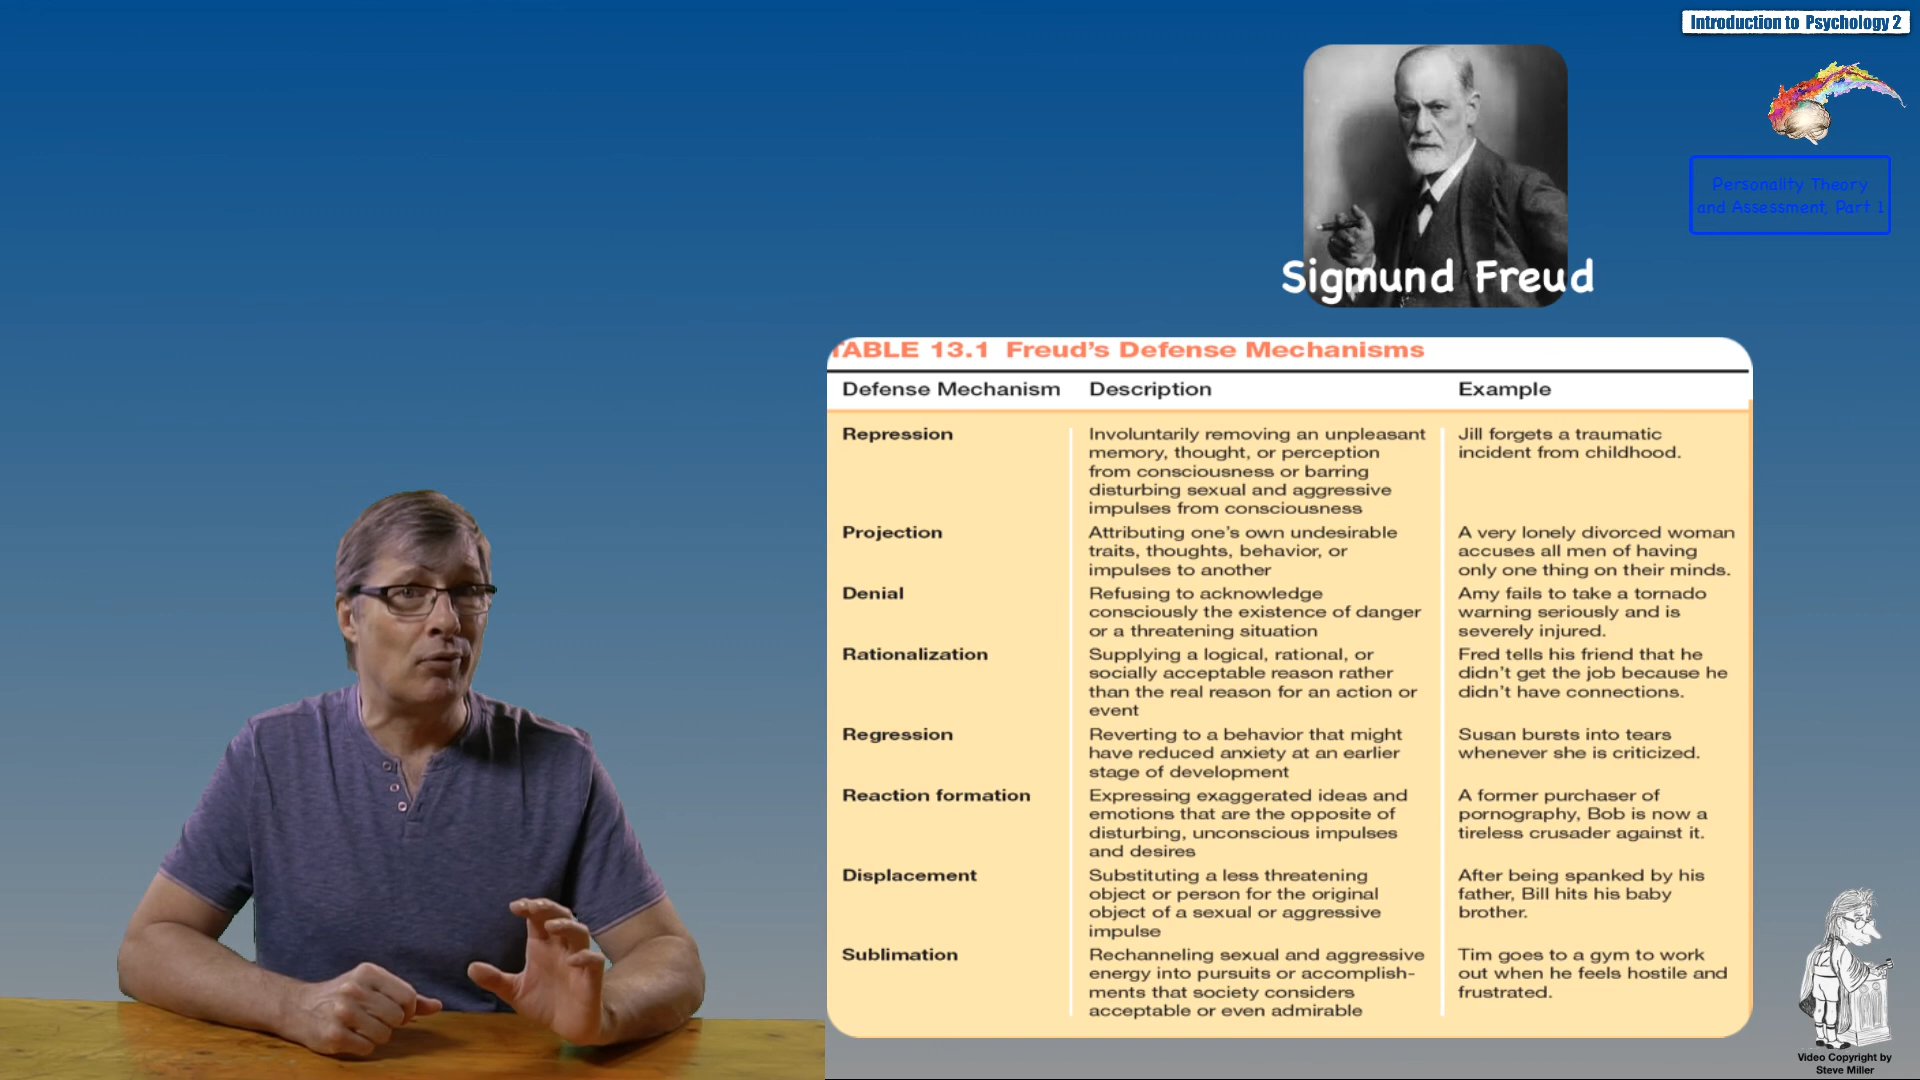 Introduction to Psychology 2
Personality Theory
and Assessment, Part 1
Sigmund Freud
TABLE 13.1 Freud's Defense Mechanisms
Defense Mechanism Description Example
Repression
Involuntarily removing an unpleasant
memory, thought, or perception
from consciousness or barring
disturbing sexual and aggressive
impulses from consciousness
Jill forgets a traumatic
incident from childhood.
Projection
Attributing one's own undesirable
traits, thoughts, behavior, or
impulses to another
A very lonely divorced woman
accuses all men of having
only one thing on their minds.
Denial
Refusing to acknowledge
consciously the existence of danger
or a threatening situation
Amy fails to take a tornado
warning seriously and is
severely injured.
Rationalization
Supplying a logical, rational, or
socially acceptable reason rather
than the real reason for an action or
event
Fred tells his friend that he
didn't get the job because he
didn't have connections.
Regression
Reverting to a behavior that might
have reduced anxiety at an earlier
stage of development
Susan bursts into tears
whenever she is criticized.
Reaction formation
Expressing exaggerated ideas and
emotions that are the opposite of
disturbing, unconscious impulses
and desires
A former purchaser of
pornography, Bob is now a
tireless crusader against it.
Displacement
Substituting a less threatening
object or person for the original
object of a sexual or aggressive
impulse
After being spanked by his
father, Bill hits his baby
brother.
Sublimation
Rechanneling sexual and aggressive
energy into pursuits or accomplish-
ments that society considers
acceptable or even admirable
Tim goes to a gym to work
out when he feels hostile and
frustrated.
Video Copyright by
Steve Miller